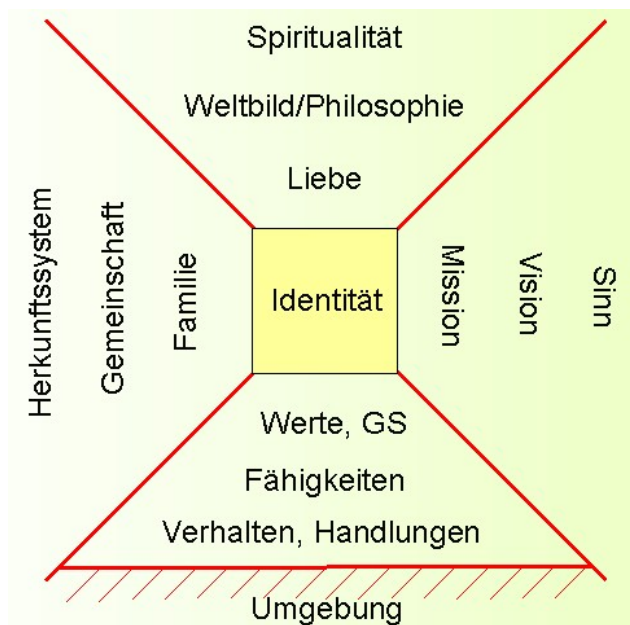 Spiritualität
Weltbild/Philosophie
Liebe
Herkunftssystem
Gemeinschaft
Familie
Identität
Mission
Vision
Sinn
Werte, GS
Fähigkeiten
Verhalten, Handlungen
Umgebung